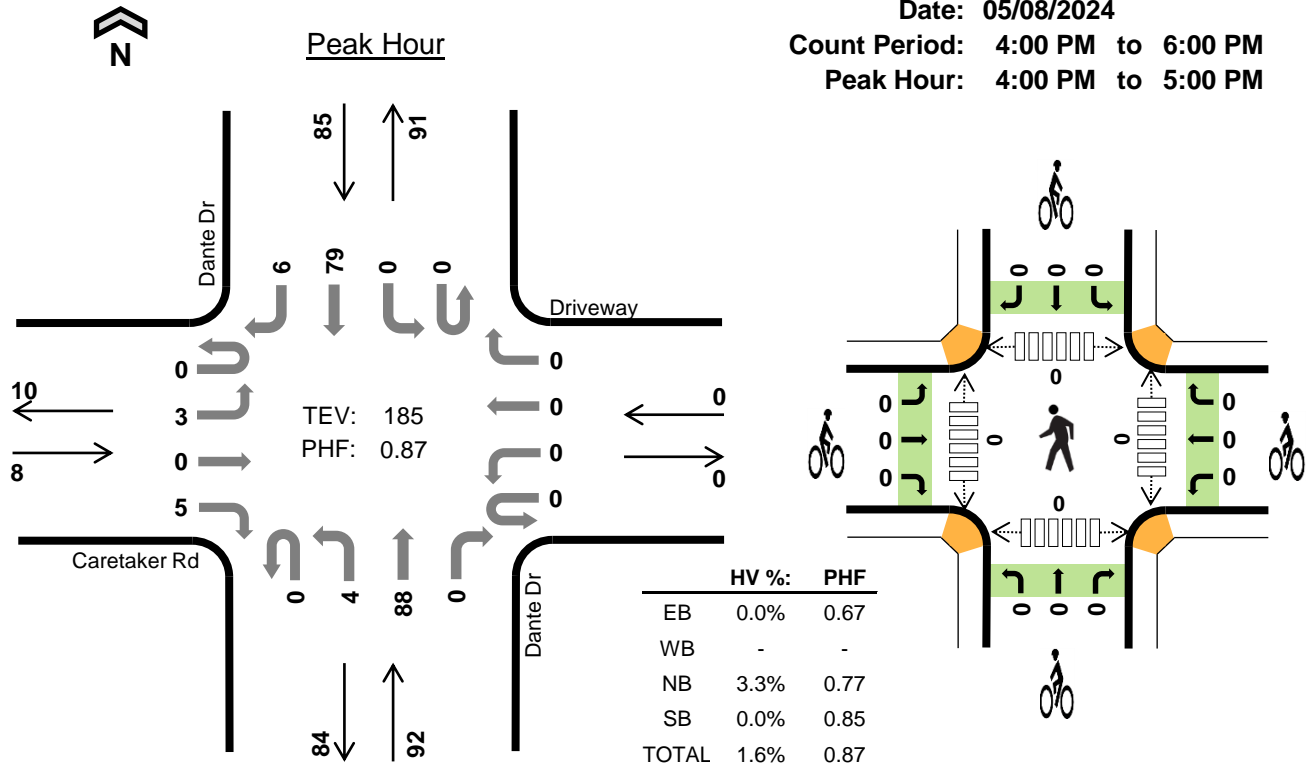 Date: 05/08/2024
Count Period: 4:00 PM to 6:00 PM
Peak Hour: 4:00 PM to 5:00 PM
N
Peak Hour
85
91
Dante Dr
6 79 0 0
Driveway
0
3
0
5
10
8
TEV: 185
PHF: 0.87
0
0
0
0
0
0
Caretaker Rd
0 4 88 0
Dante Dr
84
92
0 0 0
0
0
0
0
0
0
0
0
0
0
0
0 0 0
HV %: PHF
EB 0.0% 0.67
WB - -
NB 3.3% 0.77
SB 0.0% 0.85
TOTAL 1.6% 0.87